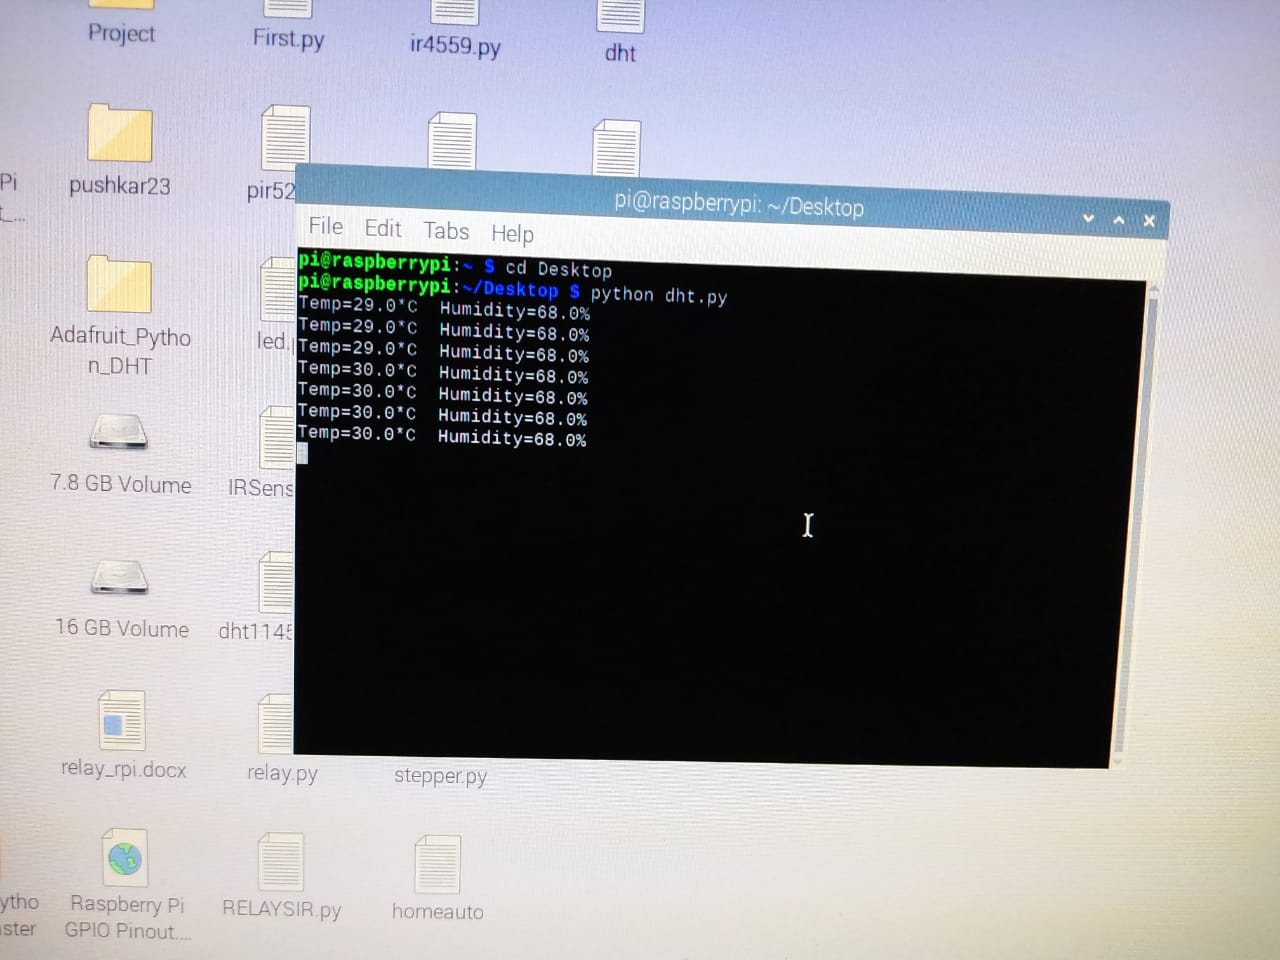 Project
First.py
ir4559.py
dht
Pi
t_...
pushkar23
pir52
pi@raspberrypi: ~/Desktop
File Edit Tabs Help
pi@raspberrypi:~ $ cd Desktop
pi@raspberrypi:~/Desktop $ python dht.py
Temp=29.0*C  Humidity=68.0%
Temp=29.0*C  Humidity=68.0%
Temp=29.0*C  Humidity=68.0%
Temp=30.0*C  Humidity=68.0%
Temp=30.0*C  Humidity=68.0%
Temp=30.0*C  Humidity=68.0%
Temp=30.0*C  Humidity=68.0%
Adafruit_Pytho
n_DHT
led.
7.8 GB Volume
IRSens
16 GB Volume
dht1145
relay_rpi.docx
relay.py
stepper.py
ytho
ster
Raspberry Pi
GPIO Pinout....
RELAYSIR.py
homeauto